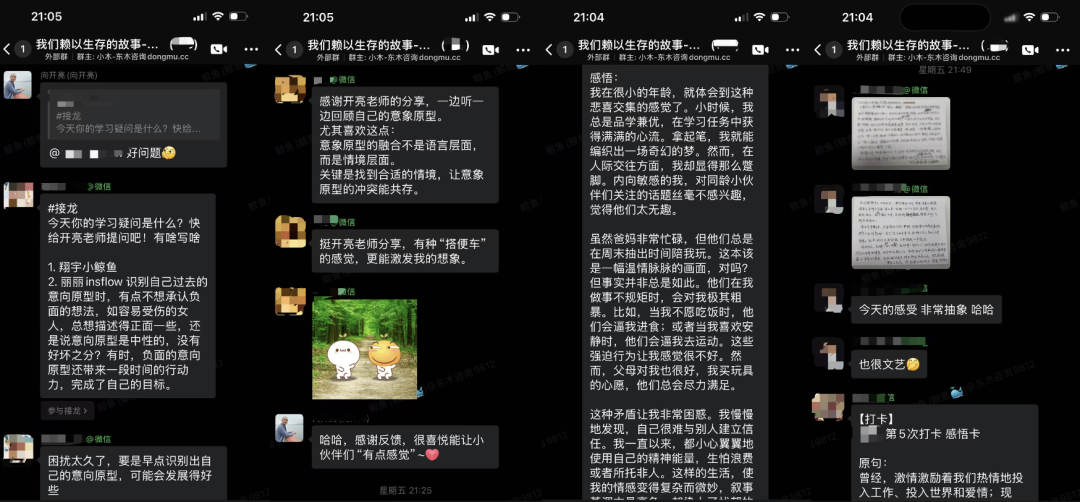 21:05
1
我们赖以生存的故事-...
外部群 | 群主: 小木-东木咨询dongmu.cc
向开亮 (向开亮)
#接龙
今天你的学习疑问是什么？快给...
@
好问题
@微信
#接龙
今天你的学习疑问是什么？快
给开亮老师提问吧！有啥写啥
1. 翔宇小鲸鱼
2. 丽丽insflow 识别自己过去的
意向原型时，有点不想承认负
面的想法，如容易受伤的女
人，总想描述得正面一些，还
是说意向原型是中性的，没有
好坏之分？有时，负面的意向
原型还带来一段时间的行动
力，完成了自己的目标。
参与接龙 >
@微信
困扰太久了，要是早点识别出自
己的意向原型，可能会发展得好
些
21:05
1
我们赖以生存的故事-...
外部群 | 群主: 小木-东木咨询dongmu.cc
@微信
感谢开亮老师的分享，一边听一
边回顾自己的意象原型。
尤其喜欢这点：
意象原型的融合不是语言层面，
而是情境层面。
关键是找到合适的情境，让意象
原型的冲突能共存。
@微信
挺开亮老师分享，有种“搭便车”
的感觉，更能激发我的想象。
@微信
哈哈，感谢反馈，很喜悦能让小
伙伴们“有点感觉”~
星期五 21:25
21:04
1
我们赖以生存的故事-...
外部群 | 群主: 小木-东木咨询dongmu.cc
感悟：
我在很小的年龄，就体会到这种
悲喜交集的感觉了。小时候，我
总是品学兼优，在学习任务中获
得满满的心流。拿起笔，我就能
编织出一场奇幻的梦。然而，在
人际交往方面，我却显得那么蹩
脚。内向敏感的我，对同龄小伙
伴们关注的话题丝毫不感兴趣，
觉得他们太无趣。
虽然爸妈非常忙碌，但他们总是
在周末抽出时间陪我玩。这本该
是一幅温情脉脉的画面，对吗？
但事实并非总是如此。他们在我
做事不规矩时，会对我极其粗
暴。比如，当我不愿吃饭时，他
们会逼我进食；或者当我喜欢安
静时，他们会逼我去运动。这些
强迫行为让我感觉很不好。然
而，父母对我也很好，我买玩具
的心愿，他们总会尽力满足。
这种矛盾让我非常困惑。我慢慢
地发现，自己很难与别人建立信
任。我一直以来，都小心翼翼地
使用自己的精神能量，生怕浪费
或者所托非人。这样的生活，使
我的情感变得复杂而微妙，叙事
21:04
1
我们赖以生存的故事-...
外部群 | 群主: 小木-东木咨询dongmu.cc
星期五 21:49
@微信
@微信
@微信
今天的感受 非常抽象 哈哈
@微信
也很文艺
@微信
【打卡】
第5次打卡 感悟卡
原句：
曾经，激情激励着我们热情地投
入工作、投入世界和爱情；现